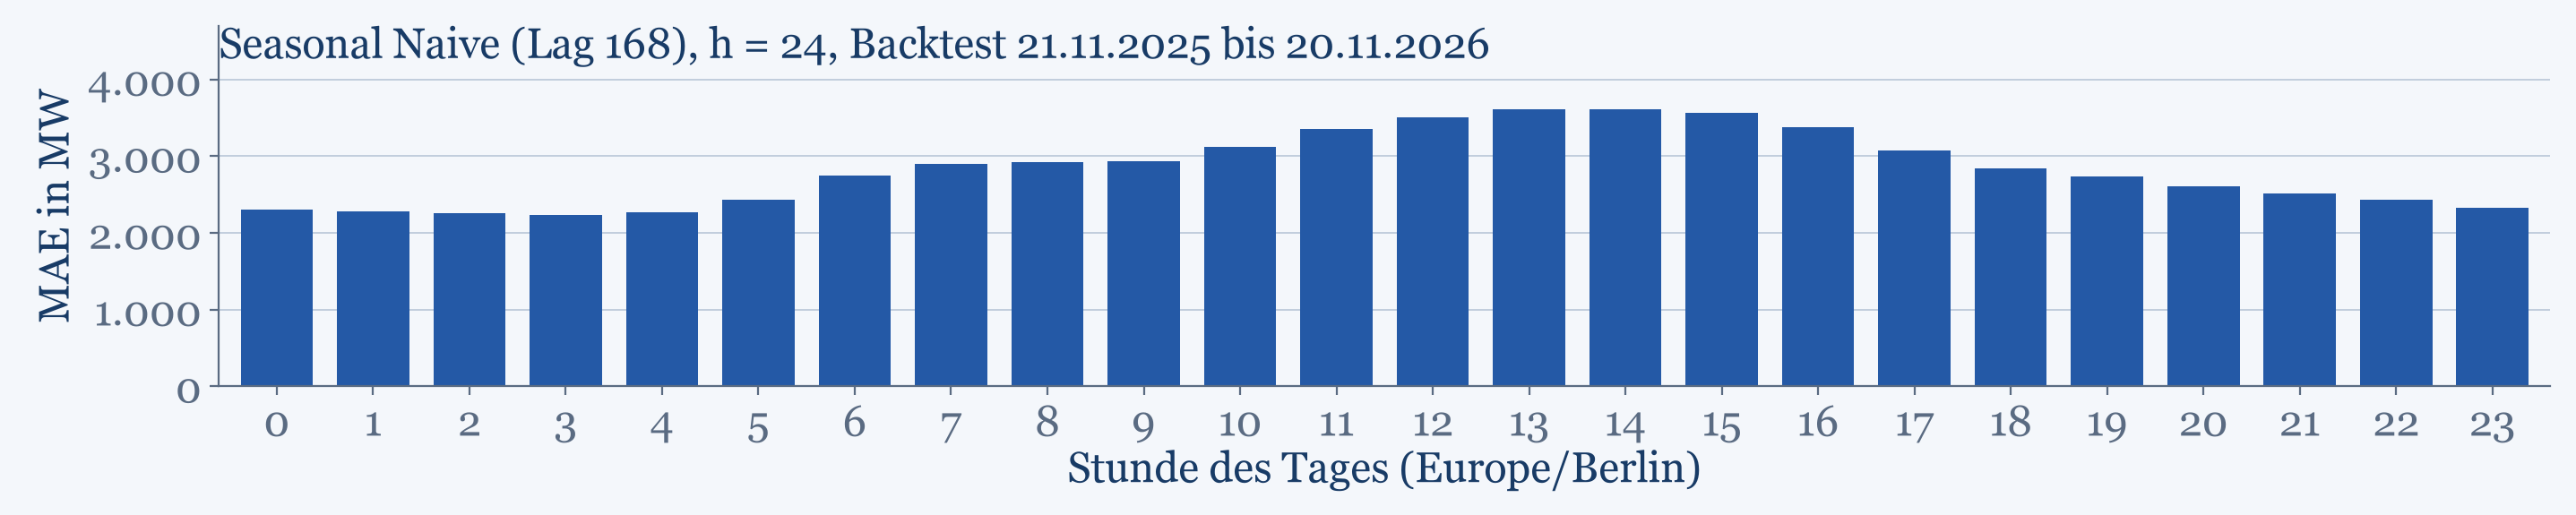 Seasonal Naive (Lag 168), h = 24, Backtest 21.11.2025 bis 20.11.2026
MAE in MW
4.000
3.000
2.000
1.000
0
0 1 2 3 4 5 6 7 8 9 10 11 12 13 14 15 16 17 18 19 20 21 22 23
Stunde des Tages (Europe/Berlin)